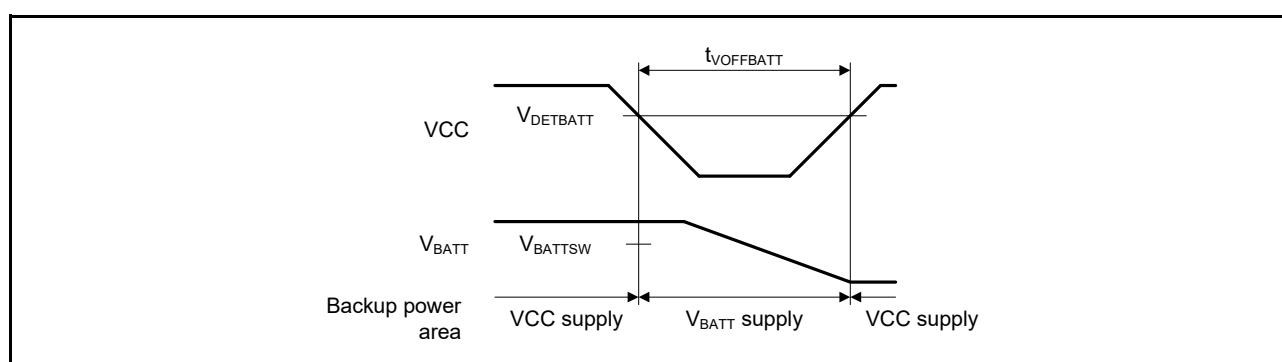 tVOFFBATT
VCC
VDETBATT
VBATT
VBATTSW
Backup power
area
VCC supply
VBATT supply
VCC supply